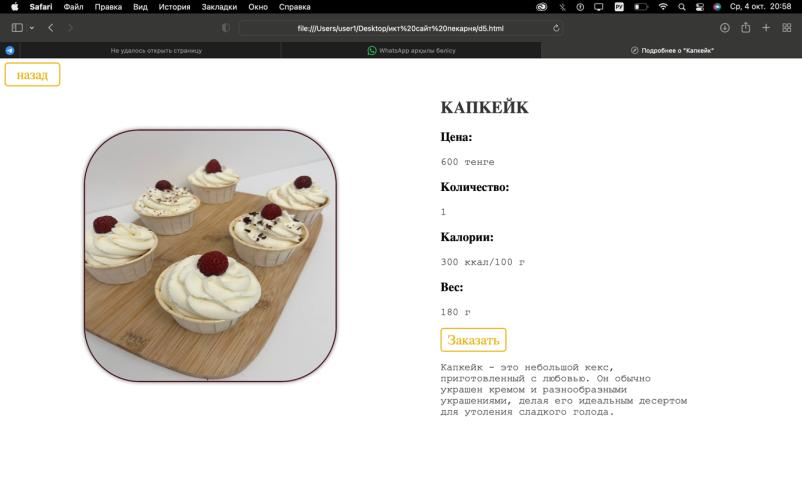 Safari Файл Правка Вид История Закладки Окно Справка
РУ
Ср, 4 окт. 20:58
file:///Users/user1/Desktop/икт%20сайт%20пекарня/d5.html
Не удалось открыть страницу
WhatsApp арқылы бөлісу
Подробнее о "Капкейк"
назад
КАПКЕЙК
Цена:
600 тенге
Количество:
1
Калории:
300 ккал/100 г
Вес:
180 г
Заказать
Капкейк - это небольшой кекс,
приготовленный с любовью. Он обычно
украшен кремом и разнообразными
украшениями, делая его идеальным десертом
для утоления сладкого голода.